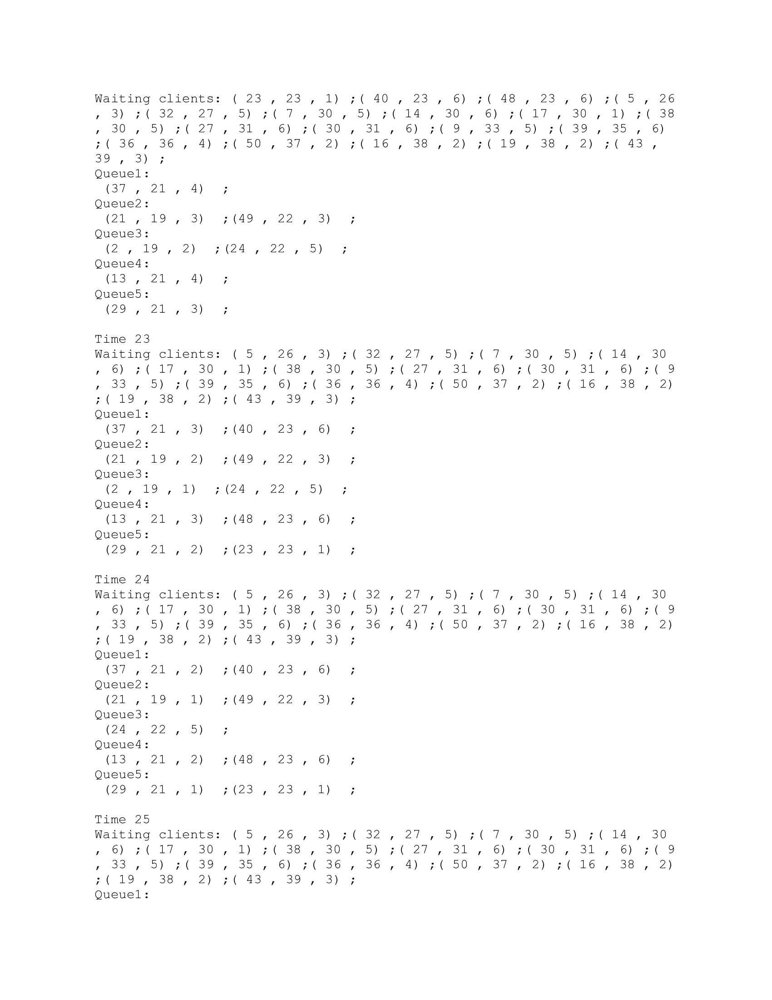 Waiting clients: ( 23 , 23 , 1) ;( 40 , 23 , 6) ;( 48 , 23 , 6) ;( 5 , 26
, 3) ;( 32 , 27 , 5) ;( 7 , 30 , 5) ;( 14 , 30 , 6) ;( 17 , 30 , 1) ;( 38
, 30 , 5) ;( 27 , 31 , 6) ;( 30 , 31 , 6) ;( 9 , 33 , 5) ;( 39 , 35 , 6)
;( 36 , 36 , 4) ;( 50 , 37 , 2) ;( 16 , 38 , 2) ;( 19 , 38 , 2) ;( 43 ,
39 , 3) ;
Queue1:
 (37 , 21 , 4)  ;
Queue2:
 (21 , 19 , 3)  ;(49 , 22 , 3)  ;
Queue3:
 (2 , 19 , 2)  ;(24 , 22 , 5)  ;
Queue4:
 (13 , 21 , 4)  ;
Queue5:
 (29 , 21 , 3)  ;

Time 23
Waiting clients: ( 5 , 26 , 3) ;( 32 , 27 , 5) ;( 7 , 30 , 5) ;( 14 , 30
, 6) ;( 17 , 30 , 1) ;( 38 , 30 , 5) ;( 27 , 31 , 6) ;( 30 , 31 , 6) ;( 9
, 33 , 5) ;( 39 , 35 , 6) ;( 36 , 36 , 4) ;( 50 , 37 , 2) ;( 16 , 38 , 2)
;( 19 , 38 , 2) ;( 43 , 39 , 3) ;
Queue1:
 (37 , 21 , 3)  ;(40 , 23 , 6)  ;
Queue2:
 (21 , 19 , 2)  ;(49 , 22 , 3)  ;
Queue3:
 (2 , 19 , 1)  ;(24 , 22 , 5)  ;
Queue4:
 (13 , 21 , 3)  ;(48 , 23 , 6)  ;
Queue5:
 (29 , 21 , 2)  ;(23 , 23 , 1)  ;

Time 24
Waiting clients: ( 5 , 26 , 3) ;( 32 , 27 , 5) ;( 7 , 30 , 5) ;( 14 , 30
, 6) ;( 17 , 30 , 1) ;( 38 , 30 , 5) ;( 27 , 31 , 6) ;( 30 , 31 , 6) ;( 9
, 33 , 5) ;( 39 , 35 , 6) ;( 36 , 36 , 4) ;( 50 , 37 , 2) ;( 16 , 38 , 2)
;( 19 , 38 , 2) ;( 43 , 39 , 3) ;
Queue1:
 (37 , 21 , 2)  ;(40 , 23 , 6)  ;
Queue2:
 (21 , 19 , 1)  ;(49 , 22 , 3)  ;
Queue3:
 (24 , 22 , 5)  ;
Queue4:
 (13 , 21 , 2)  ;(48 , 23 , 6)  ;
Queue5:
 (29 , 21 , 1)  ;(23 , 23 , 1)  ;

Time 25
Waiting clients: ( 5 , 26 , 3) ;( 32 , 27 , 5) ;( 7 , 30 , 5) ;( 14 , 30
, 6) ;( 17 , 30 , 1) ;( 38 , 30 , 5) ;( 27 , 31 , 6) ;( 30 , 31 , 6) ;( 9
, 33 , 5) ;( 39 , 35 , 6) ;( 36 , 36 , 4) ;( 50 , 37 , 2) ;( 16 , 38 , 2)
;( 19 , 38 , 2) ;( 43 , 39 , 3) ;
Queue1: